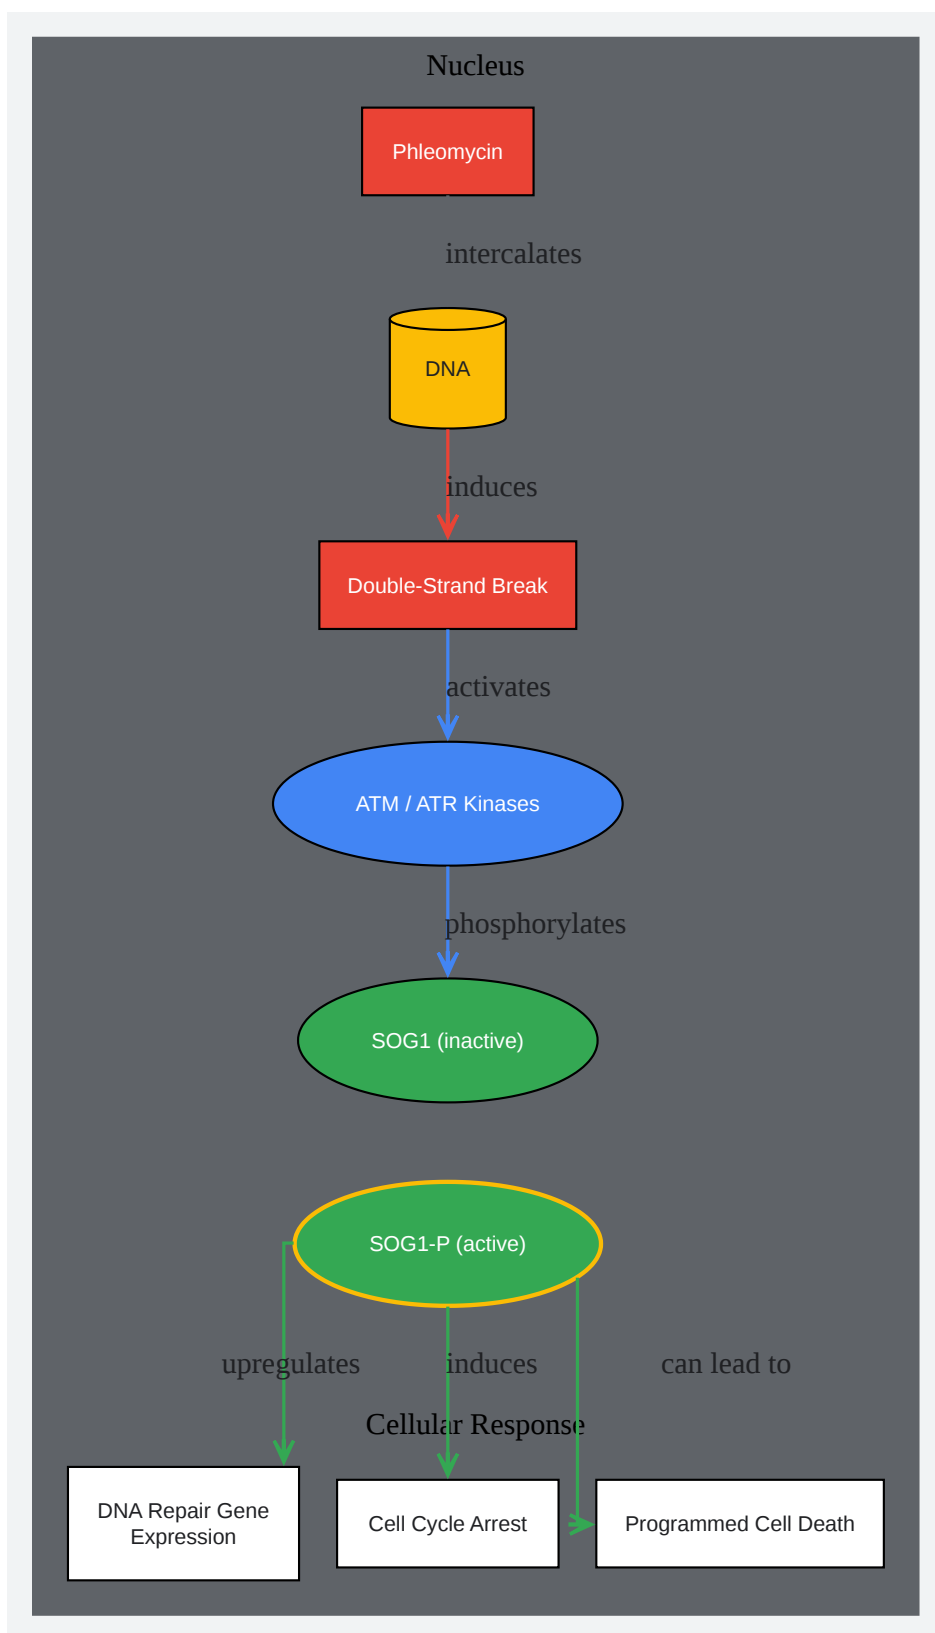 Nucleus
Phleomycin
intercalates
DNA
induces
Double-Strand Break
activates
ATM / ATR Kinases
phosphorylates
SOG1 (inactive)
SOG1-P (active)
upregulates
induces
can lead to
Cellular Response
DNA Repair Gene
Expression
Cell Cycle Arrest
Programmed Cell Death